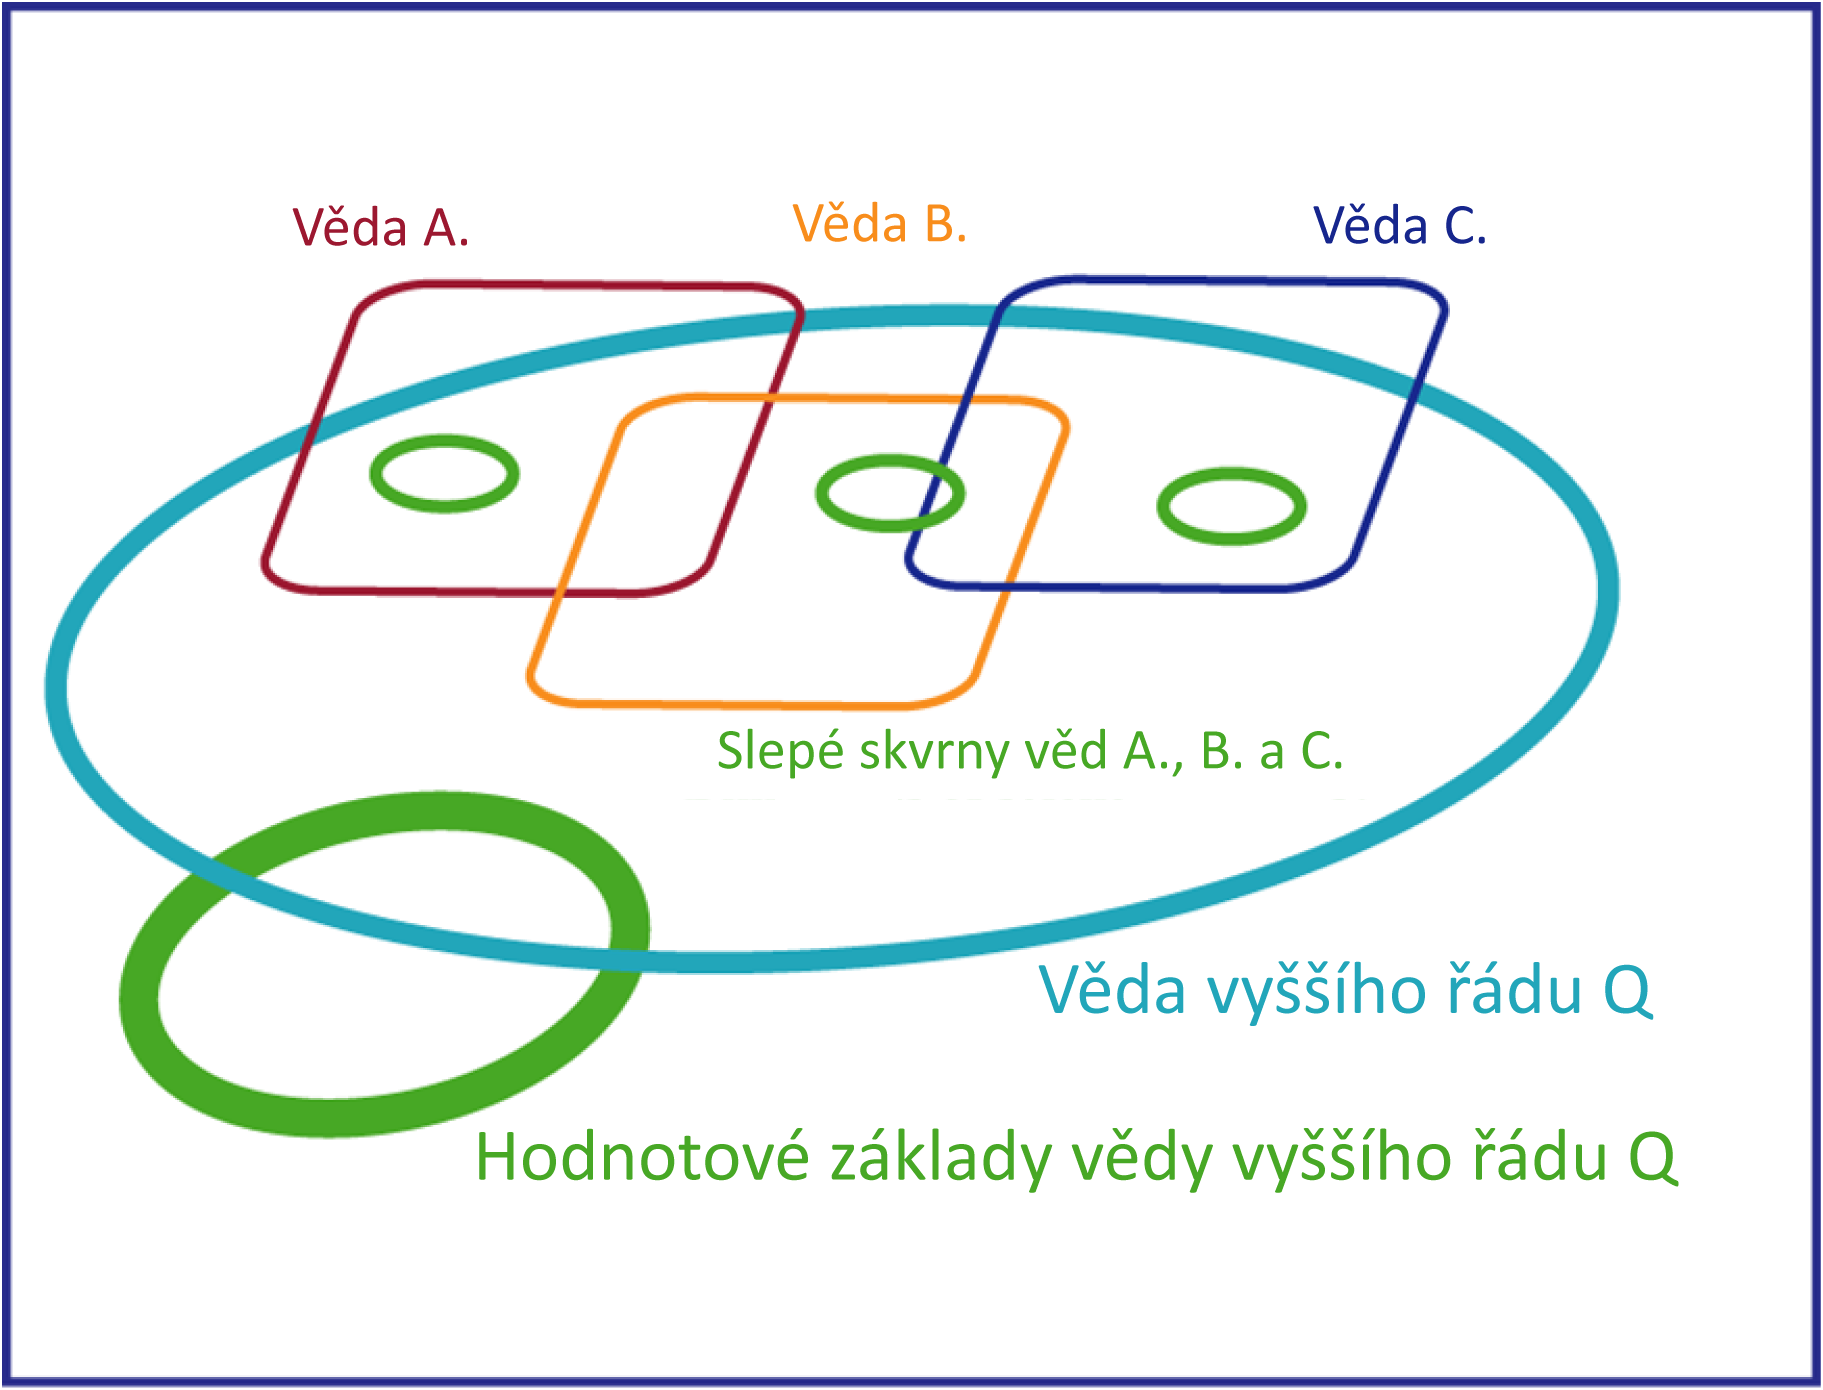 Věda A.
Věda B.
Věda C.
Slepé skvrny věd A., B. a C.
Věda vyššího řádu Q
Hodnotové základy vědy vyššího řádu Q